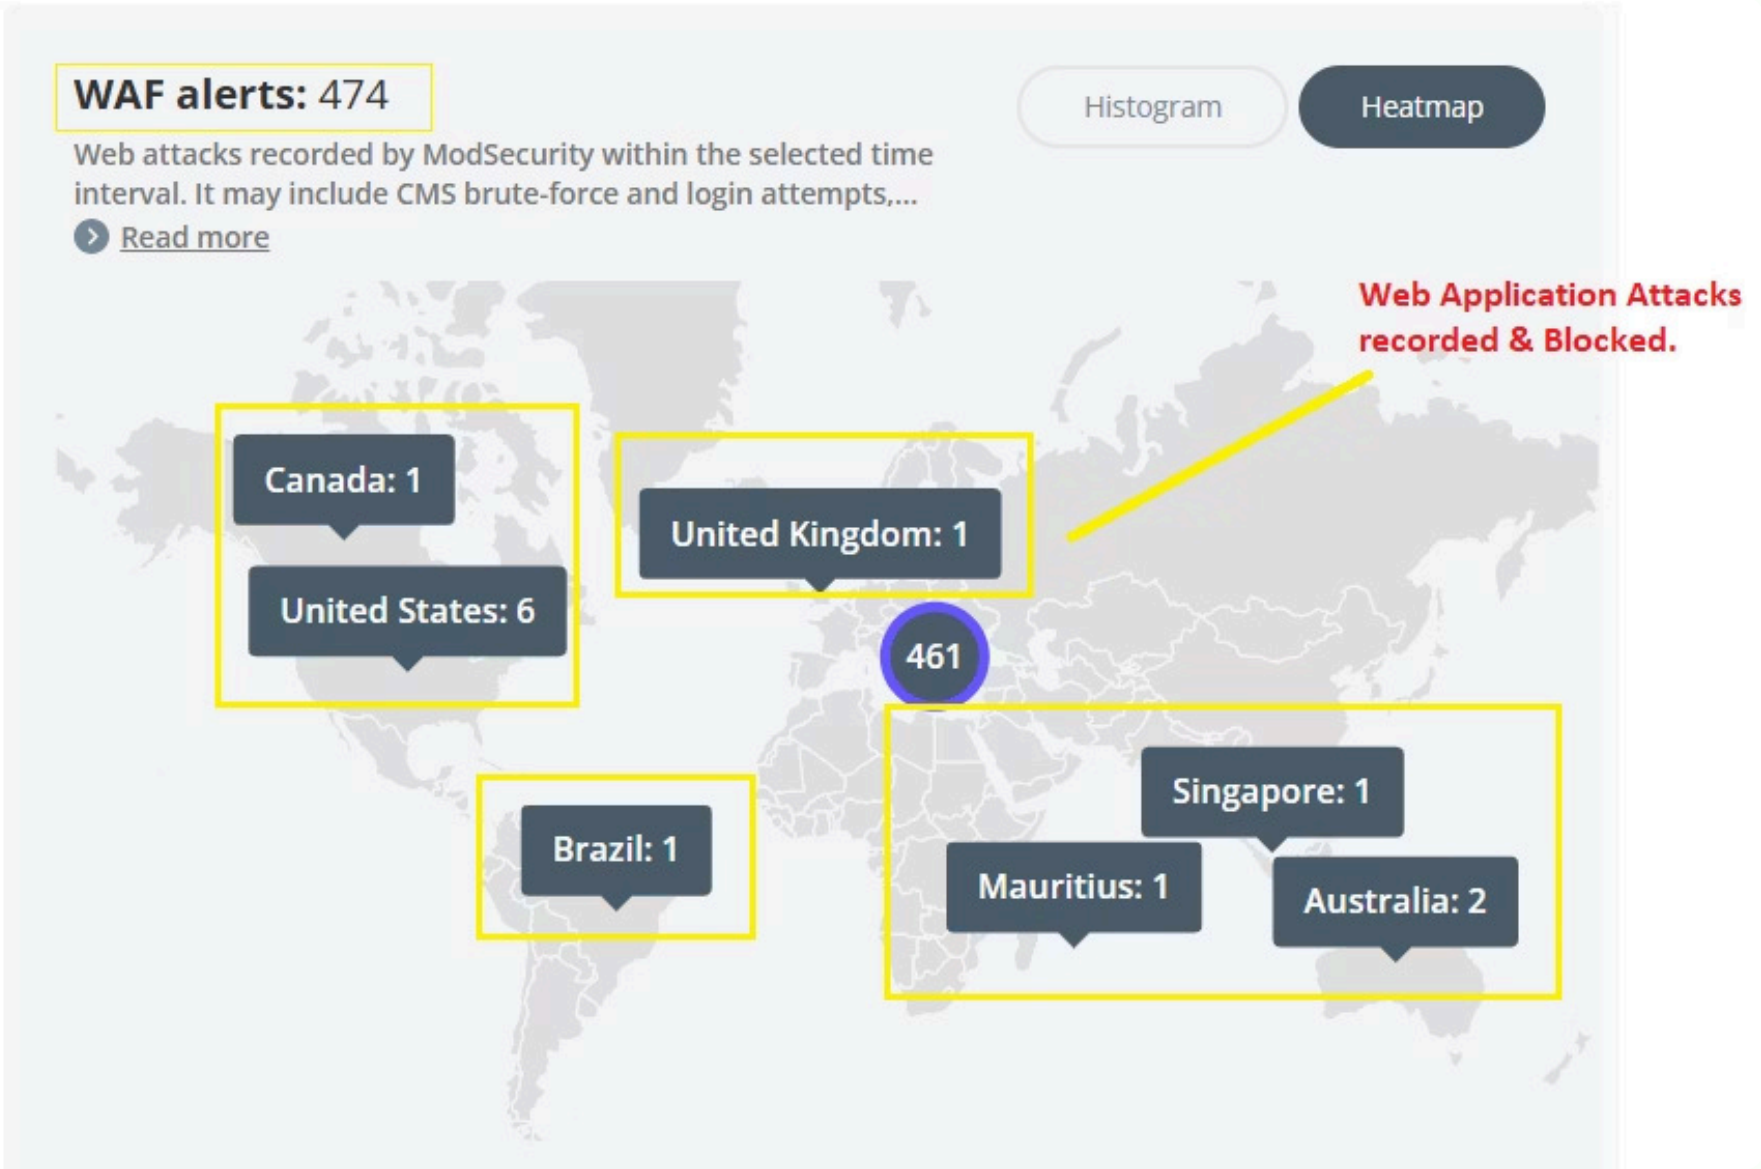 WAF alerts: 474
Histogram
Heatmap
Web attacks recorded by ModSecurity within the selected time
interval. It may include CMS brute-force and login attempts,...
Read more
Web Application Attacks
recorded & Blocked.
Canada: 1
United Kingdom: 1
United States: 6
461
Singapore: 1
Brazil: 1
Mauritius: 1
Australia: 2